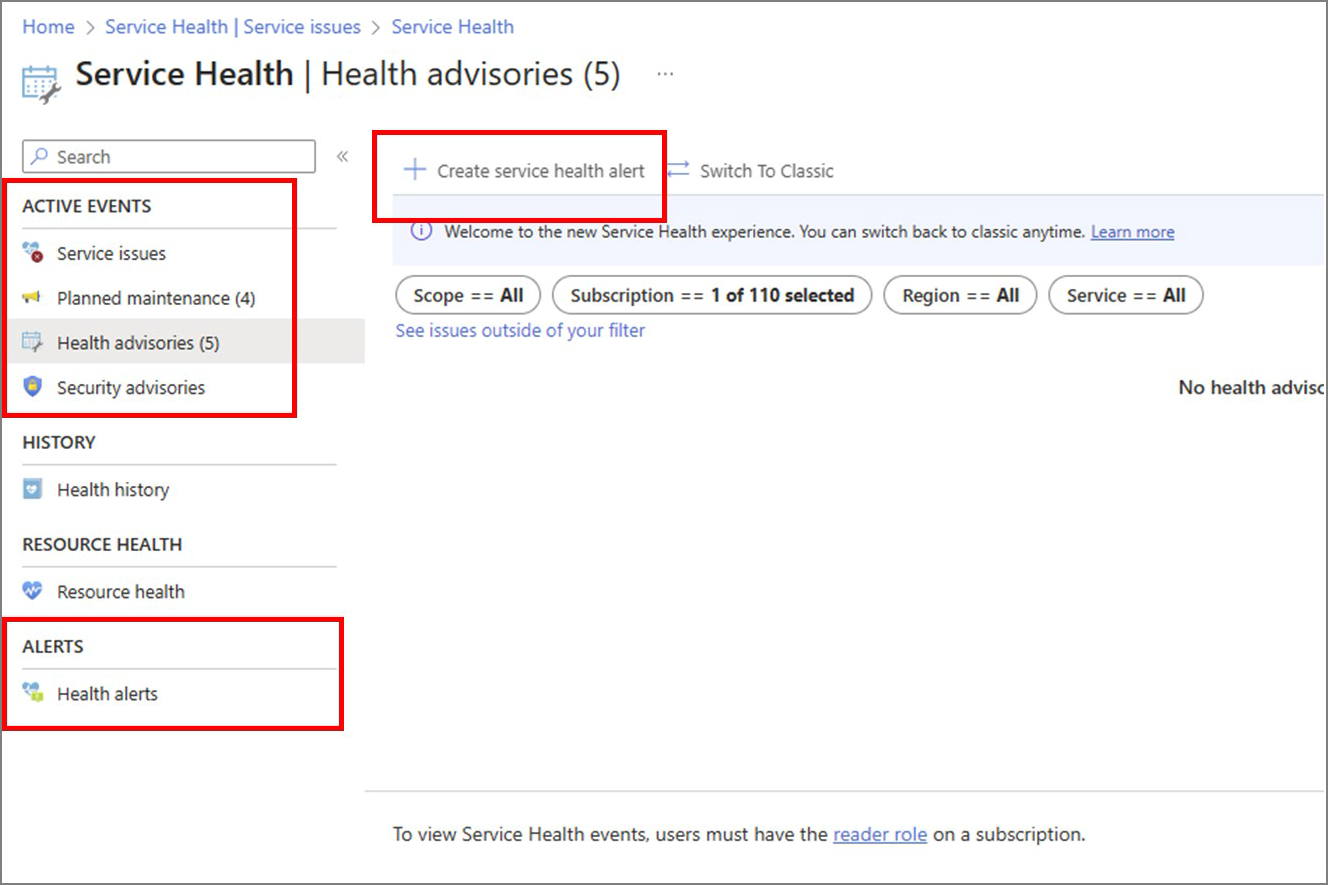 Home > Service Health | Service issues > Service Health
Service Health | Health advisories (5) ...
Search «
ACTIVE EVENTS
Service issues
Planned maintenance (4)
Health advisories (5)
Security advisories
HISTORY
Health history
RESOURCE HEALTH
Resource health
ALERTS
Health alerts
+ Create service health alert Switch To Classic
Welcome to the new Service Health experience. You can switch back to classic anytime. Learn more
Scope == All Subscription == 1 of 110 selected Region == All Service == All
See issues outside of your filter
No health advisc
To view Service Health events, users must have the reader role on a subscription.